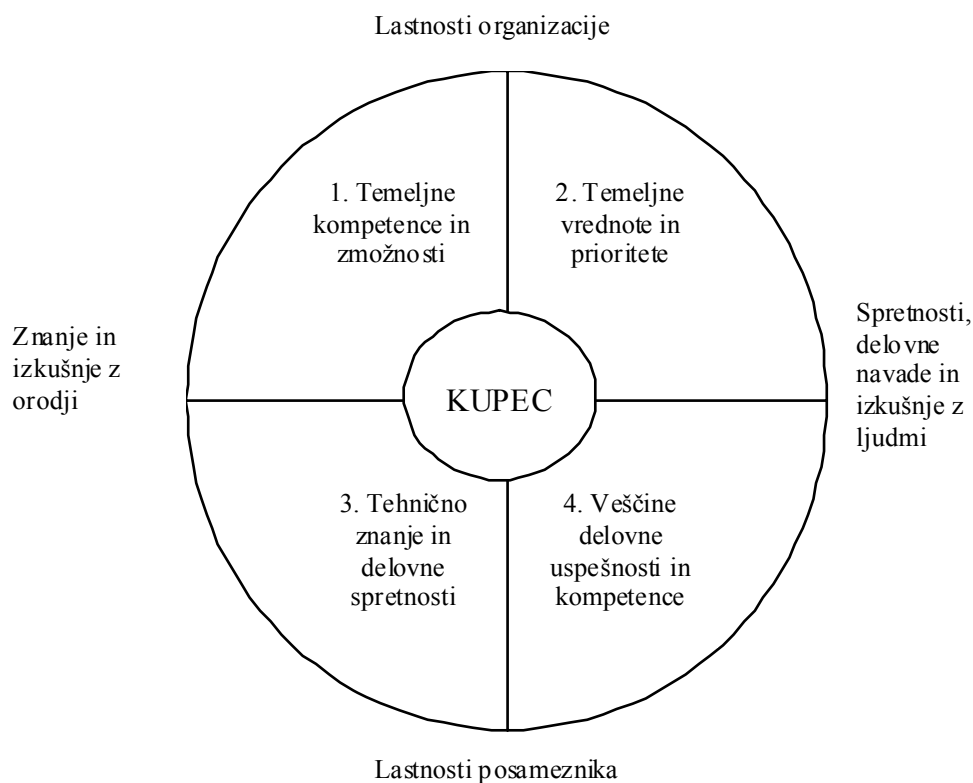 Lastnosti organizacije
1. Temeljne
kompetence in
zmožnosti
2. Temeljne
vrednote in
prioritete
Znanje in
izkušnje z
orodji
KUPEC
Spretnosti,
delovne
navade in
izkušnje z
ljudmi
3. Tehnično
znanje in
delovne
spretnosti
4. Veščine
delovne
uspešnosti in
kompetence
Lastnosti posameznika